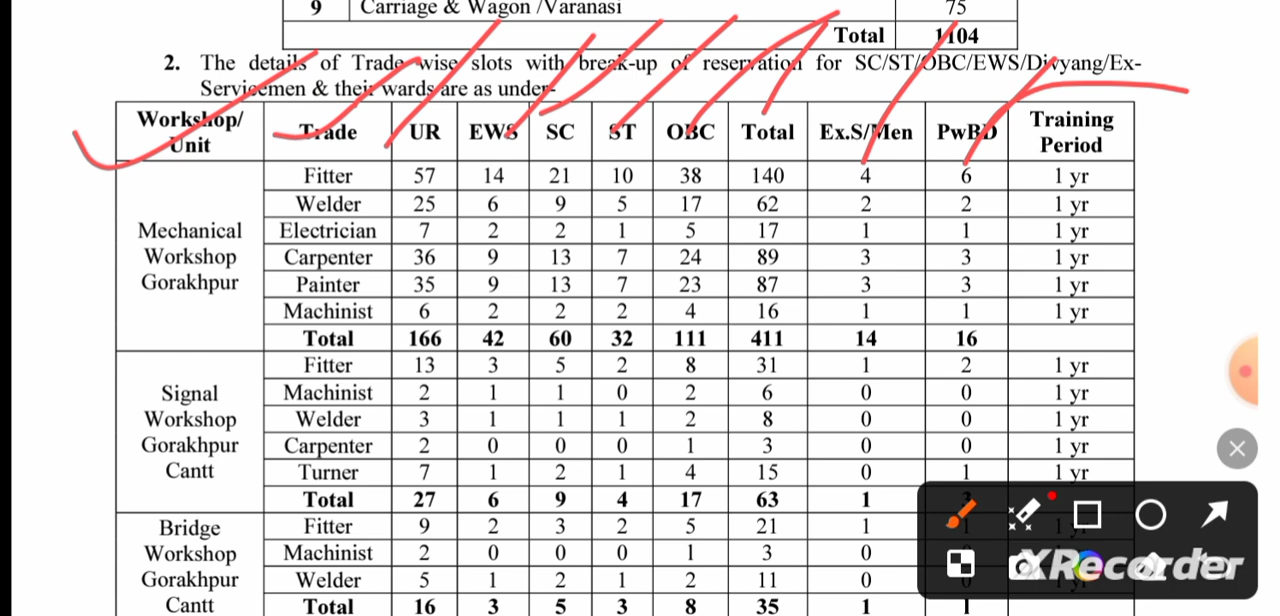 9 Carriage & Wagon /Varanasi 75
Total 1104
2. The details of Trade wise slots with break-up of reservation for SC/ST/OBC/EWS/Divyang/Ex-
Servicemen & their wards are as under-
Workshop/ Unit Trade UR EWS SC ST OBC Total Ex.S/Men PwBD Training Period
Mechanical Workshop Gorakhpur
Fitter 57 14 21 10 38 140 4 6 1 yr
Welder 25 6 9 5 17 62 2 2 1 yr
Electrician 7 2 2 1 5 17 1 1 1 yr
Carpenter 36 9 13 7 24 89 3 3 1 yr
Painter 35 9 13 7 23 87 3 3 1 yr
Machinist 6 2 2 2 4 16 1 1 1 yr
Total 166 42 60 32 111 411 14 16
Signal Workshop Gorakhpur Cantt
Fitter 13 3 5 2 8 31 1 2 1 yr
Machinist 2 1 1 0 2 6 0 0 1 yr
Welder 3 1 1 1 2 8 0 0 1 yr
Carpenter 2 0 0 0 1 3 0 0 1 yr
Turner 7 1 2 1 4 15 0 1 1 yr
Total 27 6 9 4 17 63 1 3
Bridge Workshop Gorakhpur Cantt
Fitter 9 2 3 2 5 21 1
Machinist 2 0 0 0 1 3 0
Welder 5 1 2 1 2 11 0
Total 16 3 5 3 8 35 1 1
XRecorder